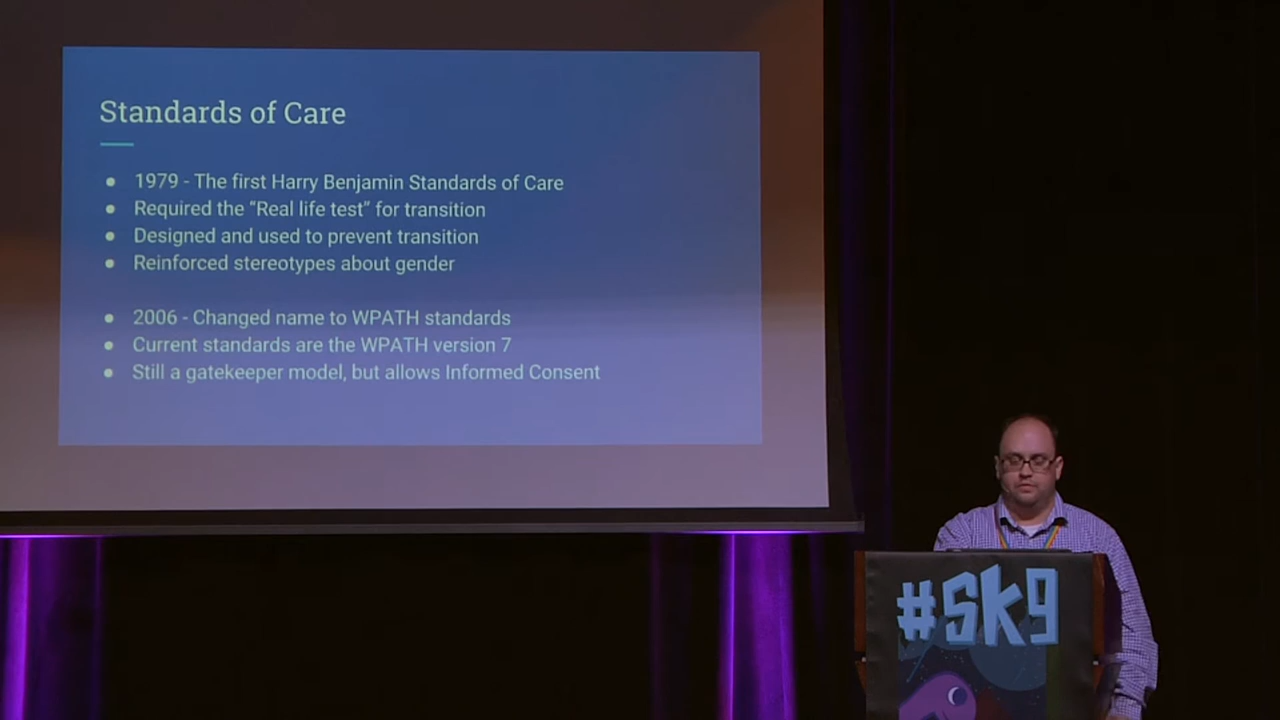 Standards of Care
• 1979 - The first Harry Benjamin Standards of Care
• Required the “Real life test” for transition
• Designed and used to prevent transition
• Reinforced stereotypes about gender
• 2006 - Changed name to WPATH standards
• Current standards are the WPATH version 7
• Still a gatekeeper model, but allows Informed Consent
#SK9